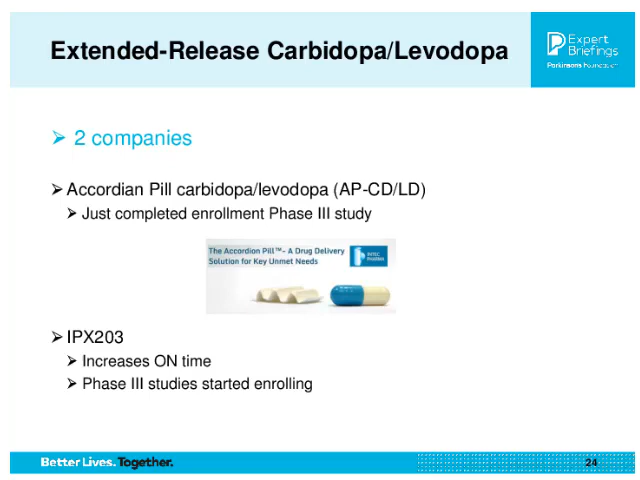 Extended-Release Carbidopa/Levodopa
Expert
Briefings
Parkinson's Foundation
➢ 2 companies
➢ Accordian Pill carbidopa/levodopa (AP-CD/LD)
➢ Just completed enrollment Phase III study
The Accordion Pill™- A Drug Delivery
Solution for Key Unmet Needs
INTEC
PHARMA
➢ IPX203
➢ Increases ON time
➢ Phase III studies started enrolling
Better Lives. Together.
24